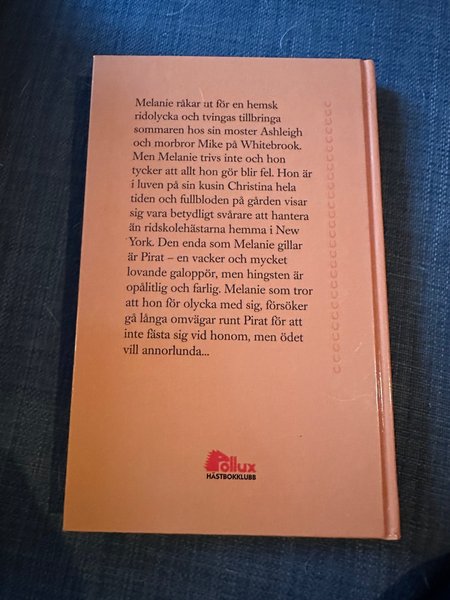 Melanie råkar ut för en hemsk
ridolycka och tvingas tillbringa
sommaren hos sin moster Ashleigh
och morbror Mike på Whitebrook.
Men Melanie trivs inte och hon
tycker att allt hon gör blir fel. Hon är
i luven på sin kusin Christina hela
tiden och fullbloden på gården visar
sig vara betydligt svårare att hantera
än ridskolehästarna hemma i New
York. Den enda som Melanie gillar
är Pirat – en vacker och mycket
lovande galoppör, men hingsten är
opålitlig och farlig. Melanie som tror
att hon för olycka med sig, försöker
gå långa omvägar runt Pirat för att
inte fästa sig vid honom, men ödet
vill annorlunda...
Pollux
HÄSTBOKKLUBB